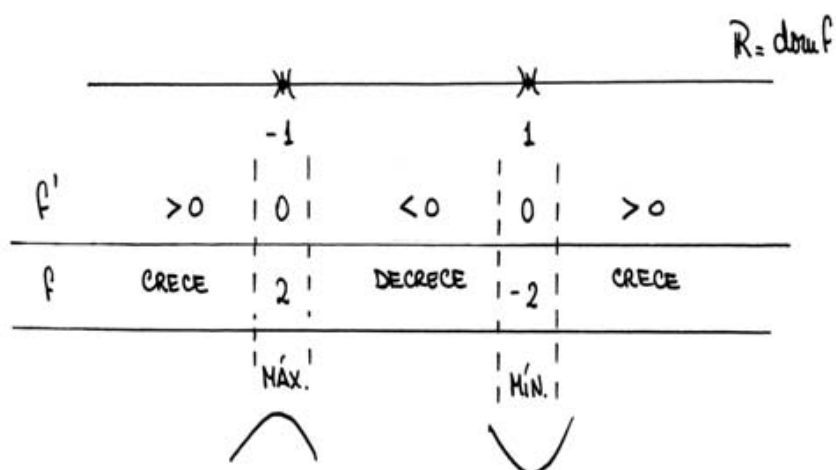 ℝ = dom f
-1 1
f' >0 0 <0 0 >0
f CRECE 2 DECRECE -2 CRECE
MÁX. MÍN.